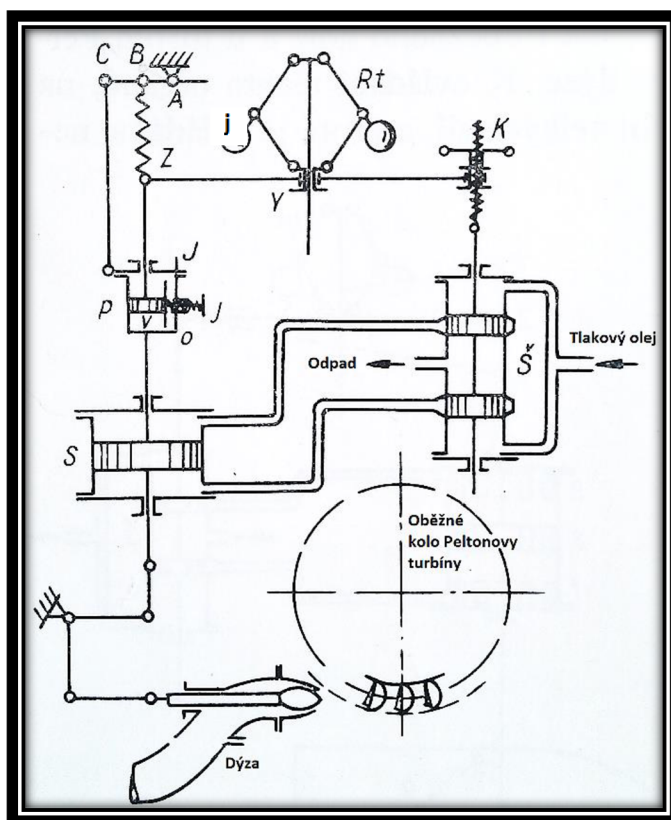 C B
A
Rt
j
K
Z
Y
J
p
v
j
o
Tlakový olej
Odpad
Š
S
Oběžné
kolo Peltonovy
turbíny
Dýza